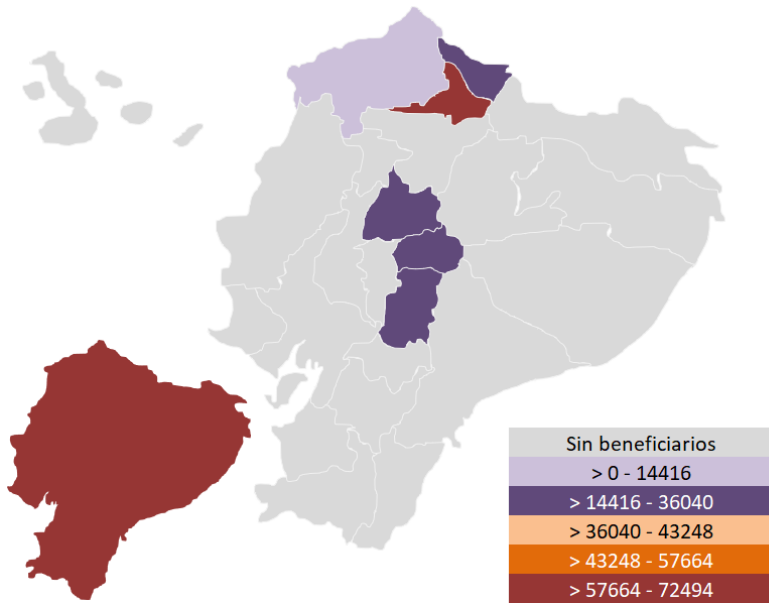 Sin beneficiarios
> 0 - 14416
> 14416 - 36040
> 36040 - 43248
> 43248 - 57664
> 57664 - 72494